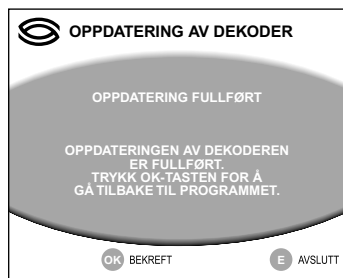 OPPDATERING AV DEKODER
OPPDATERING FULLFØRT
OPPDATERINGEN AV DEKODEREN
ER FULLFØRT.
TRYKK OK-TASTEN FOR Å
GÅ TILBAKE TIL PROGRAMMET.
OK BEKREFT E AVSLUTT